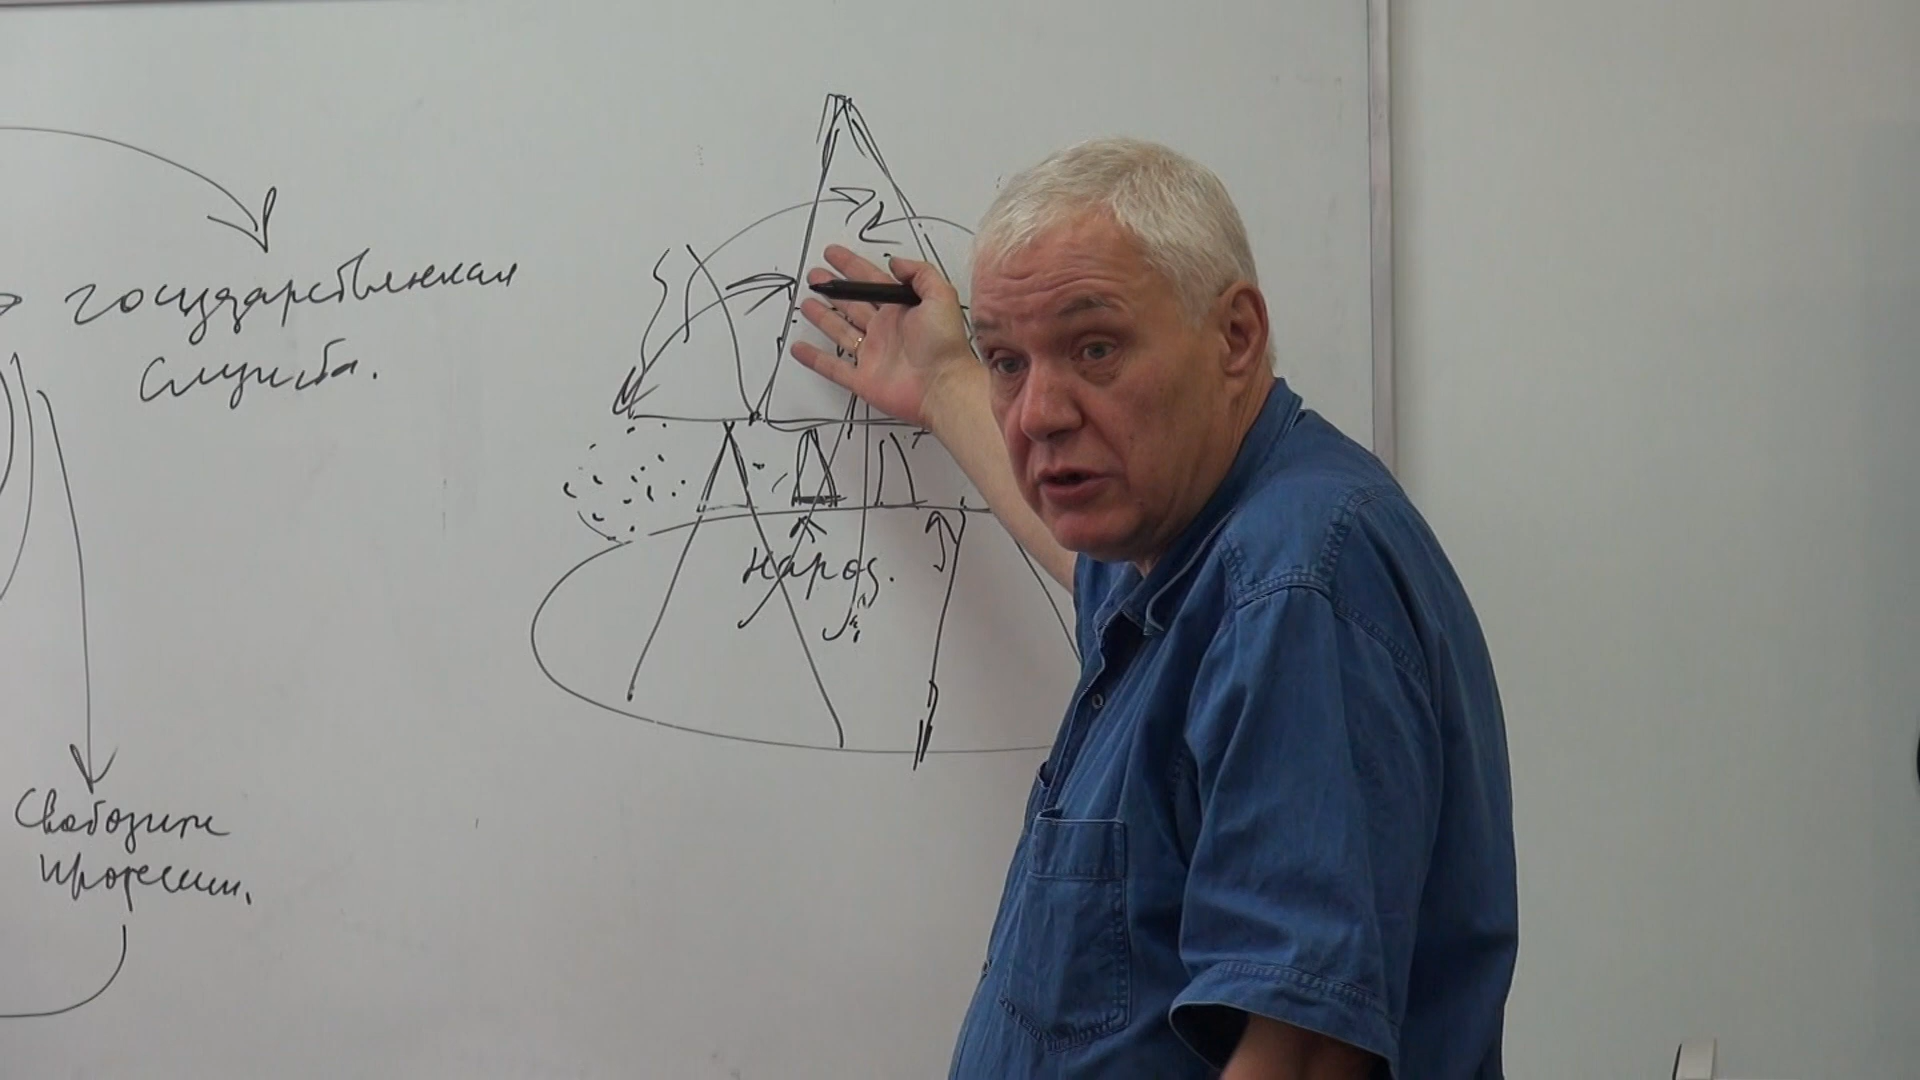 государственная
служба.
народ.
Свободные
профессии.